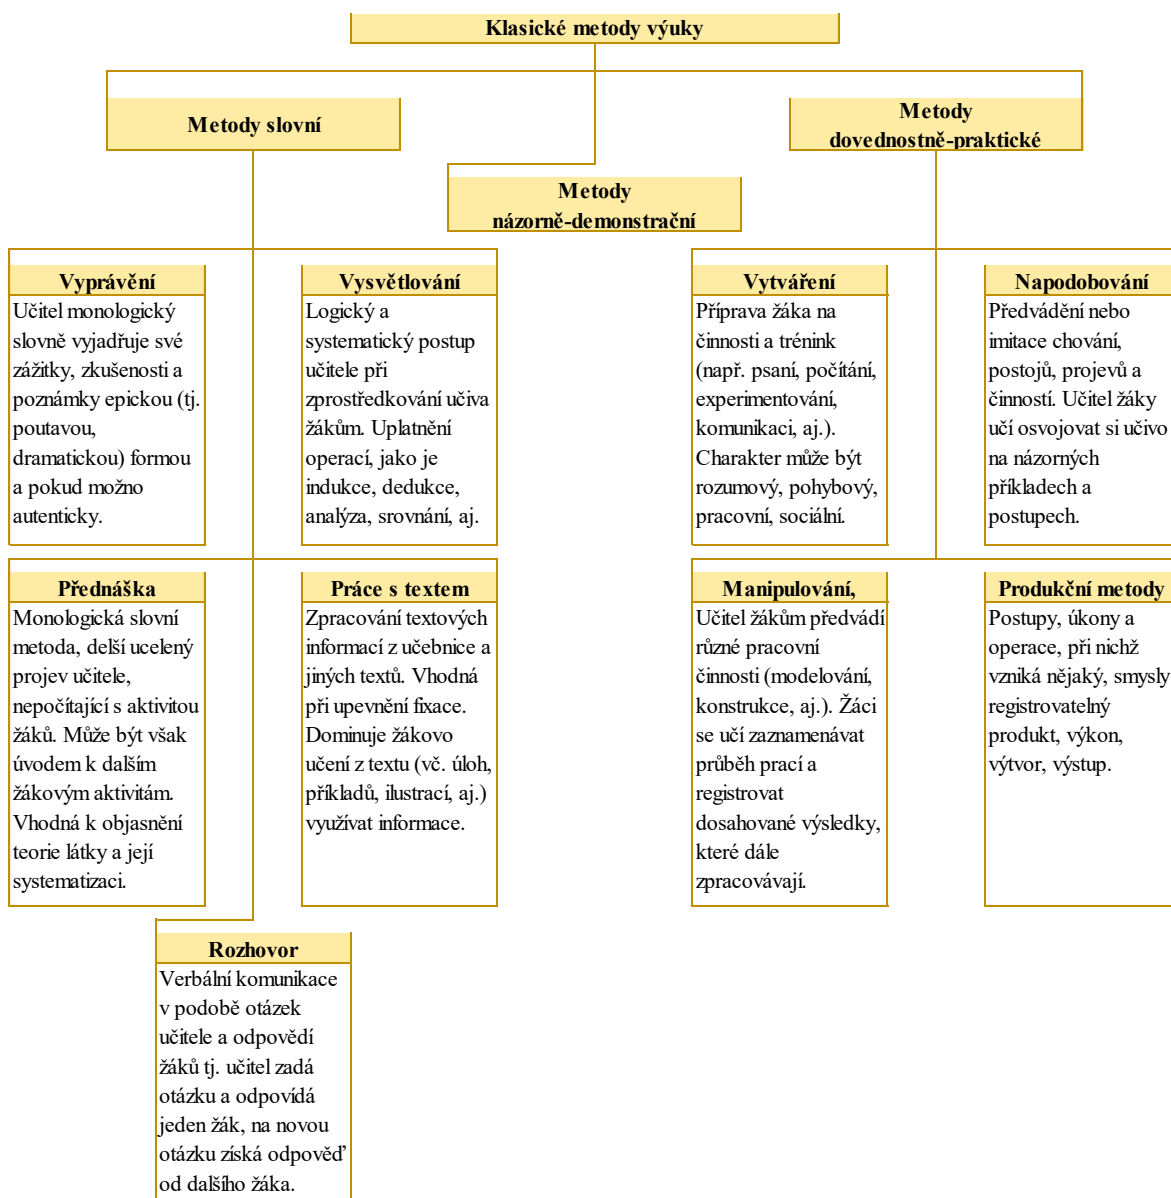 Klasické metody výuky
Metody slovní
Metody
dovednostně-praktické
Metody
názorně-demonstrační
Vyprávění
Učitel monologický
slovně vyjadřuje své
zážitky, zkušenosti a
poznámky epickou (tj.
poutavou,
dramatickou) formou
a pokud možno
autenticky.
Vysvětlování
Logický a
systematický postup
učitele při
zprostředkování učiva
žákům. Uplatnění
operací, jako je
indukce, dedukce,
analýza, srovnání, aj.
Vytváření
Příprava žáka na
činnosti a trénink
(např. psaní, počítání,
experimentování,
komunikaci, aj.).
Charakter může být
rozumový, pohybový,
pracovní, sociální.
Napodobování
Předvádění nebo
imitace chování,
postojů, projevů a
činností. Učitel žáky
učí osvojovat si učivo
na názorných
příkladech a
postupech.
Přednáška
Monologická slovní
metoda, delší ucelený
projev učitele,
nepočítající s aktivitou
žáků. Může být však
úvodem k dalším
žákovým aktivitám.
Vhodná k objasnění
teorie látky a její
systematizaci.
Práce s textem
Zpracování textových
informací z učebnice a
jiných textů. Vhodná
při upevnění fixace.
Dominuje žákovo
učení z textu (vč. úloh,
příkladů, ilustrací, aj.)
využívat informace.
Manipulování,
Učitel žákům předvádí
různé pracovní
činnosti (modelování,
konstrukce, aj.). Žáci
se učí zaznamenávat
průběh prací a
registrovat
dosahované výsledky,
které dále
zpracovávají.
Produkční metody
Postupy, úkony a
operace, při nichž
vzniká nějaký, smysly
registrovatelný
produkt, výkon,
výtvor, výstup.
Rozhovor
Verbální komunikace
v podobě otázek
učitele a odpovědí
žáků tj. učitel zadá
otázku a odpovídá
jeden žák, na novou
otázku získá odpověď
od dalšího žáka.